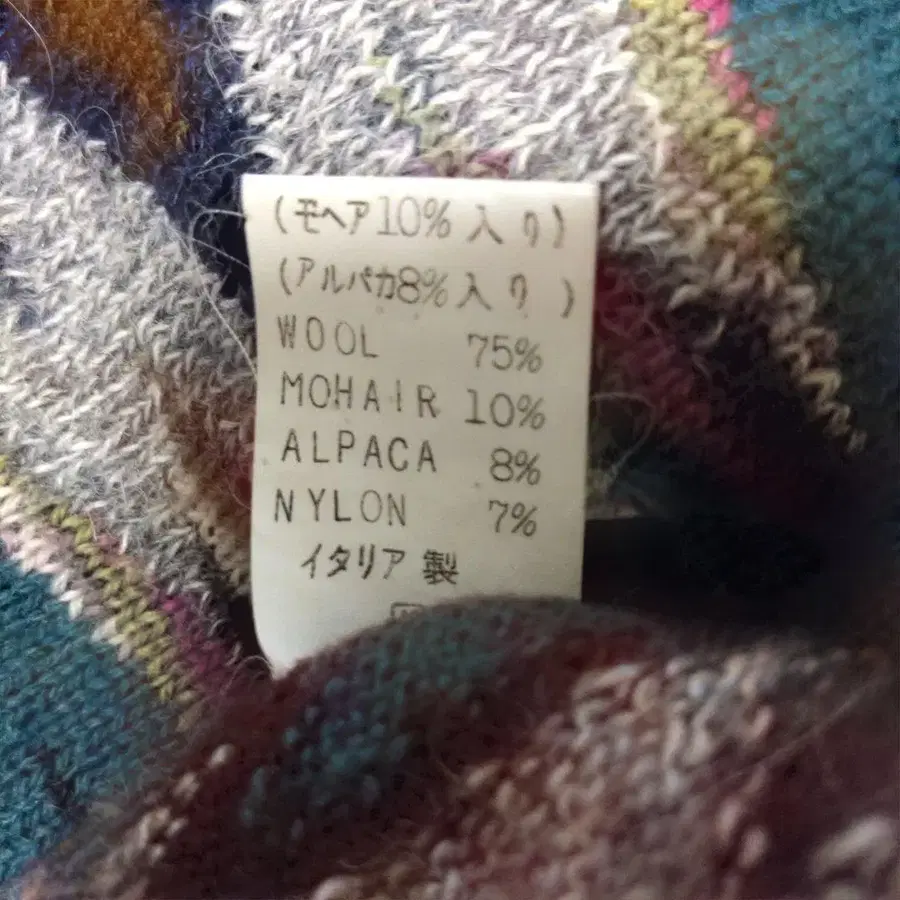 (モヘア10%入り)
(アルパカ8%入り)
WOOL 75%
MOHAIR 10%
ALPACA 8%
NYLON 7%
イタリア製